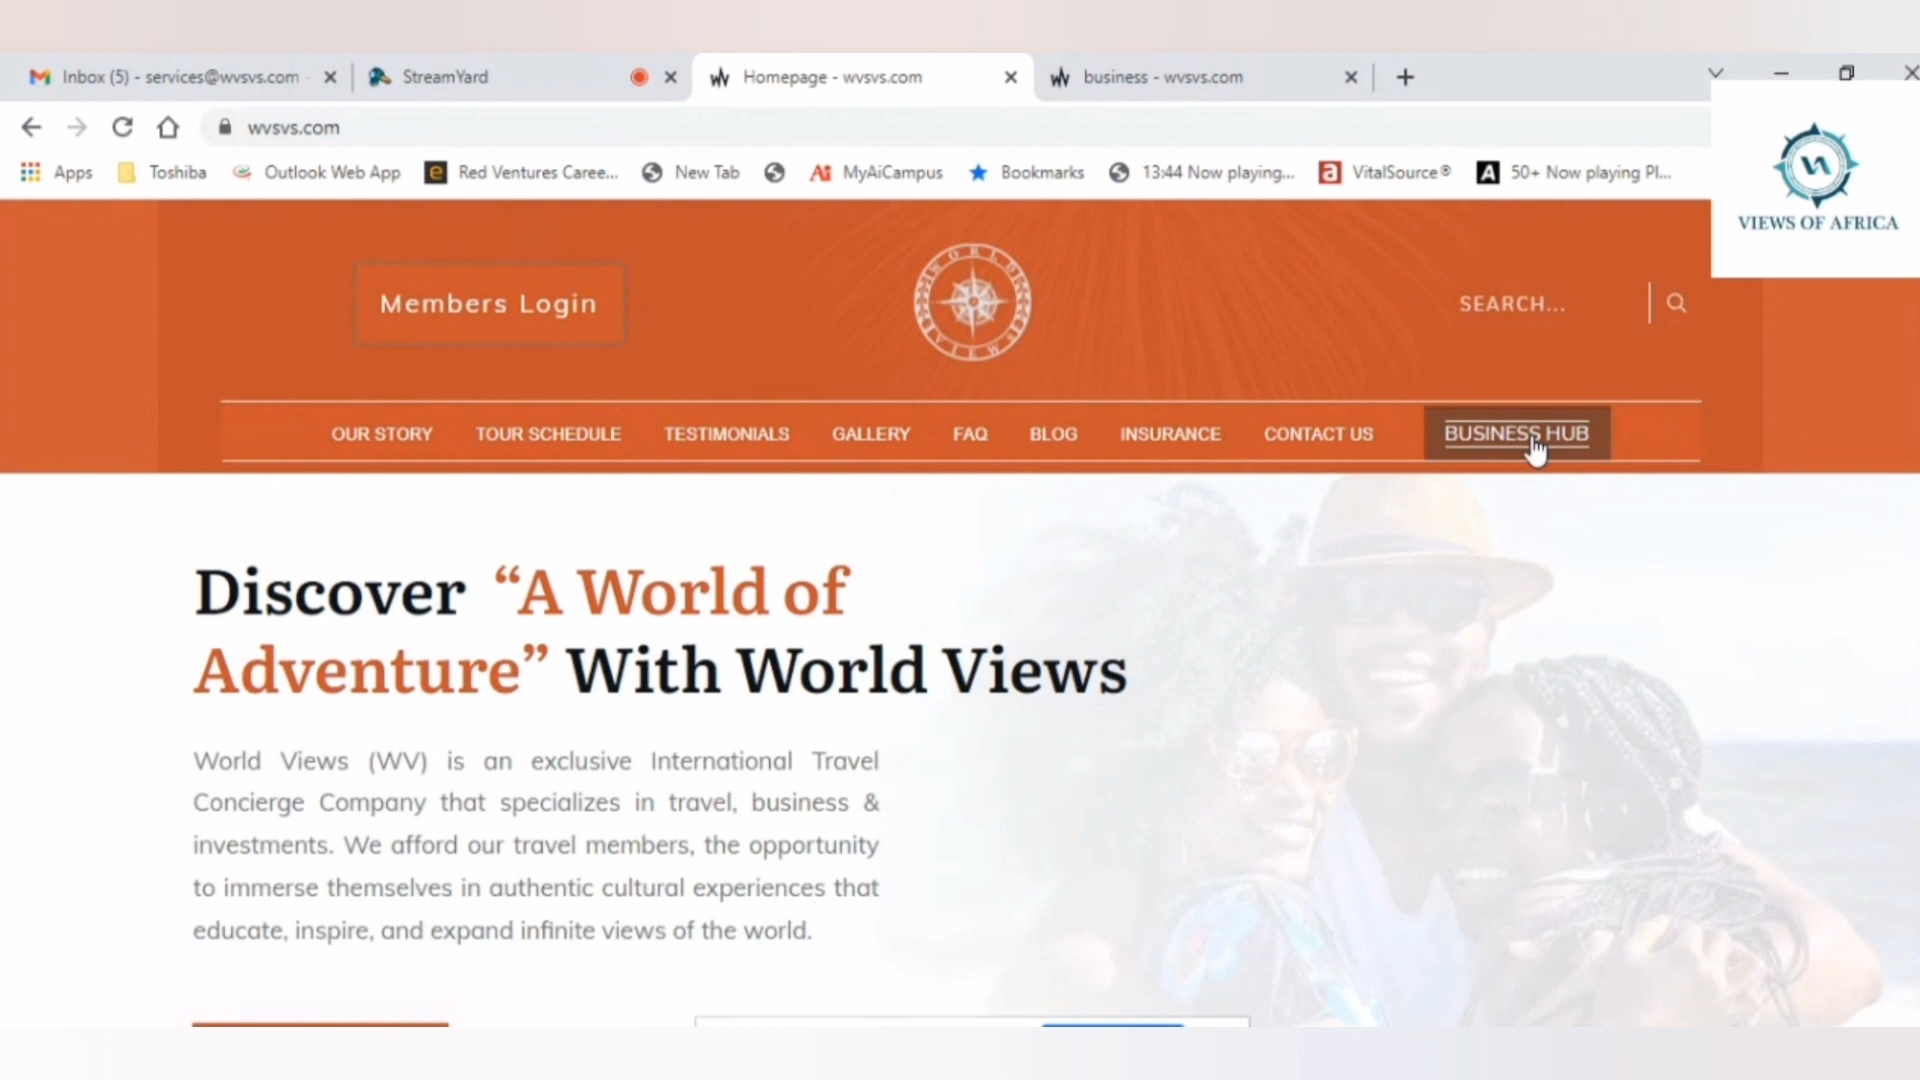 Inbox (5) - services@wvsvs.com
StreamYard
Homepage - wvsvs.com
business - wvsvs.com
wvsvs.com
Apps
Toshiba
Outlook Web App
Red Ventures Caree...
New Tab
MyAiCampus
Bookmarks
13:44 Now playing...
VitalSource®
50+ Now playing Pl...
VIEWS OF AFRICA
Members Login
WORLD VIEWS
SEARCH...
OUR STORY
TOUR SCHEDULE
TESTIMONIALS
GALLERY
FAQ
BLOG
INSURANCE
CONTACT US
BUSINESS HUB
Discover “A World of
Adventure” With World Views
World Views (WV) is an exclusive International Travel
Concierge Company that specializes in travel, business &
investments. We afford our travel members, the opportunity
to immerse themselves in authentic cultural experiences that
educate, inspire, and expand infinite views of the world.